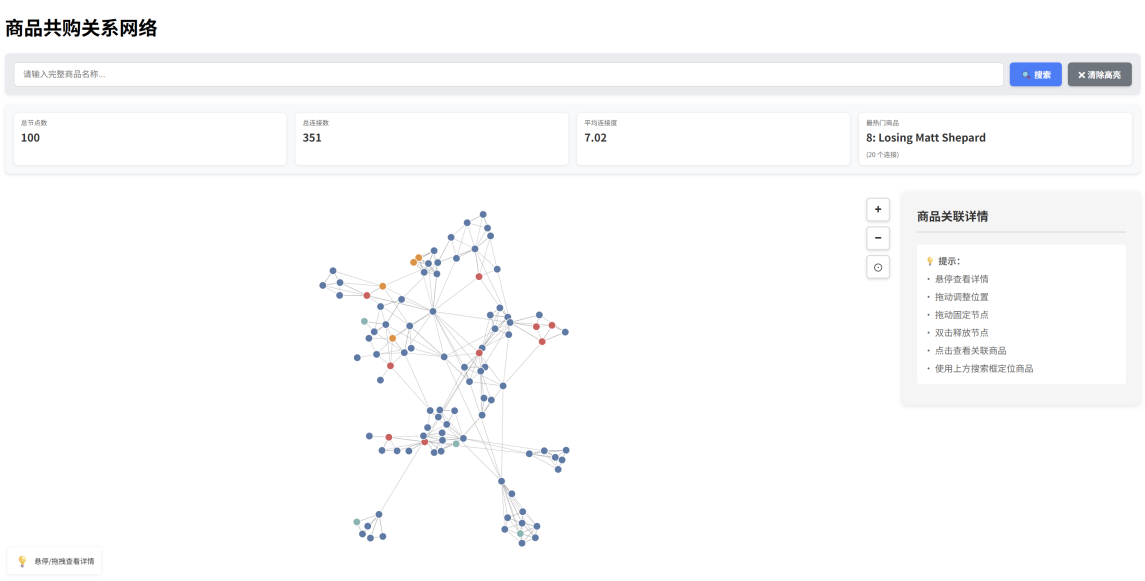 商品共购关系网络
请输入完整商品名称...
🔍 搜索
✕ 清除高亮
总节点数
100
总连接数
351
平均连接度
7.02
最热门商品
8: Losing Matt Shepard
(20 个连接)
+
−
⊙
商品关联详情
💡 提示：
• 悬停查看详情
• 拖动调整位置
• 拖动固定节点
• 双击释放节点
• 点击查看关联商品
• 使用上方搜索框定位商品
💡 悬停/拖拽查看详情